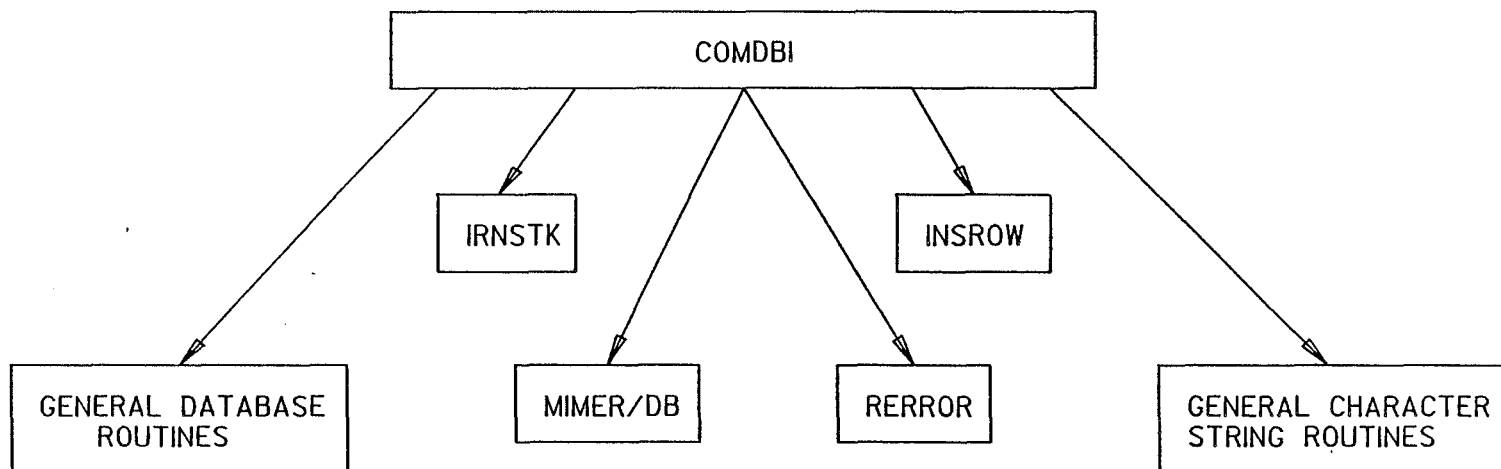 COMDBI
IRNSTK
INSROW
GENERAL DATABASE
ROUTINES
MIMER/DB
RERROR
GENERAL CHARACTER
STRING ROUTINES